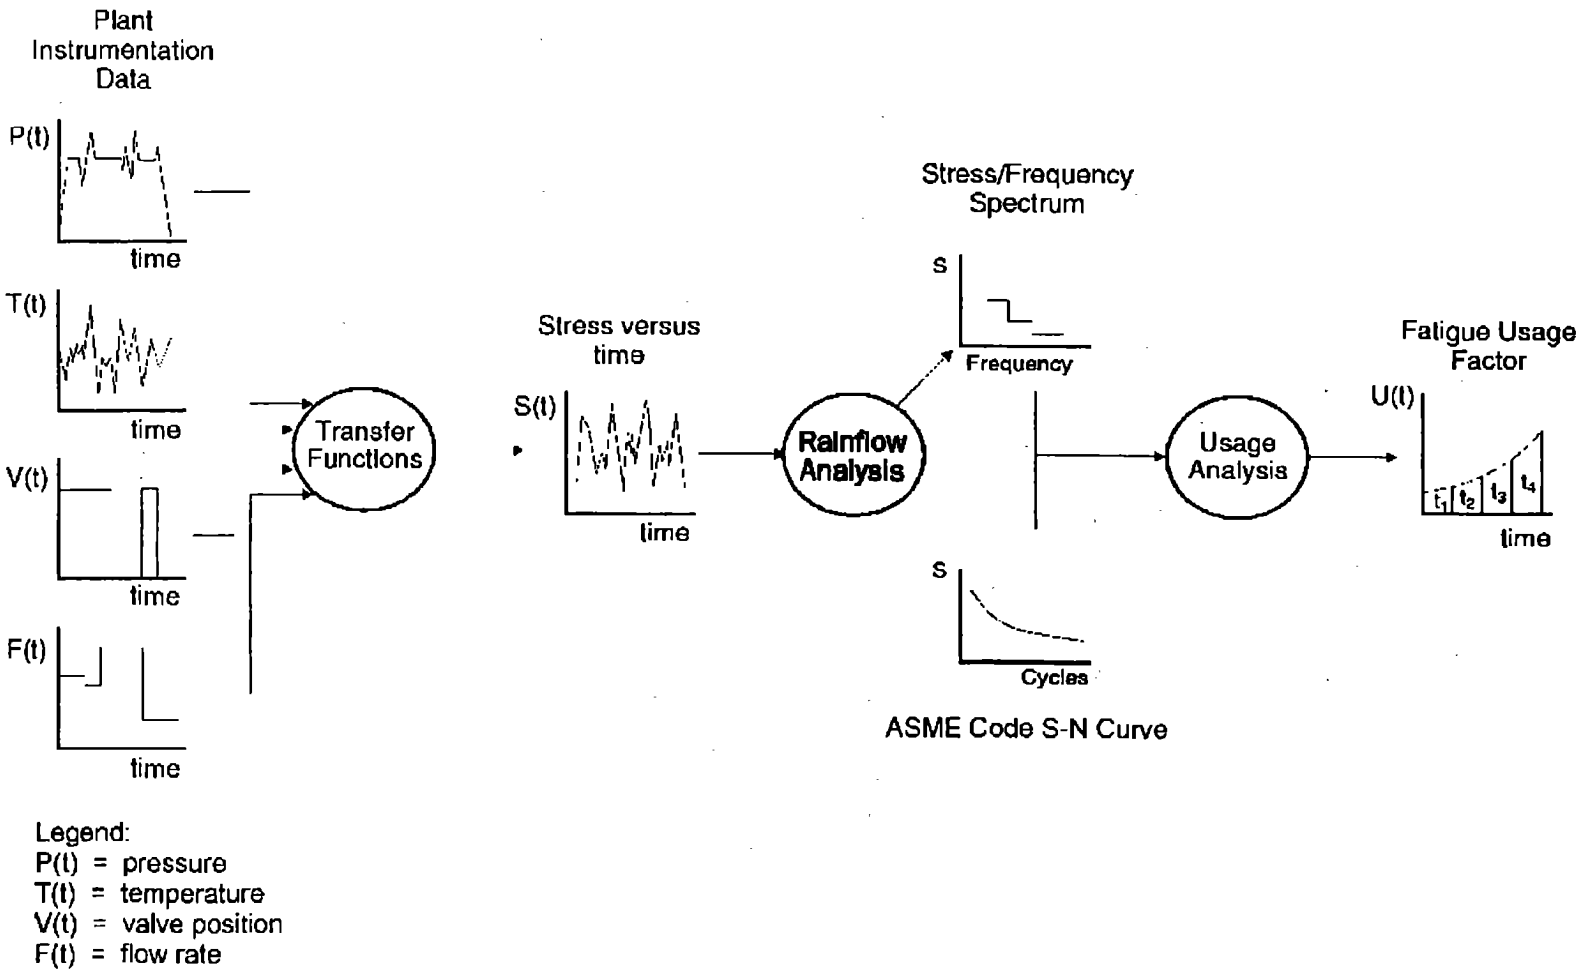 Plant
Instrumentation
Data
P(t)
time
T(t)
time
V(t)
time
F(t)
time
Transfer
Functions
Stress versus
time
S(t)
time
Rainflow
Analysis
Stress/Frequency
Spectrum
S
Frequency
S
Cycles
ASME Code S-N Curve
Usage
Analysis
Fatigue Usage
Factor
U(t)
t1 t2 t3 t4
time
Legend:
P(t) = pressure
T(t) = temperature
V(t) = valve position
F(t) = flow rate